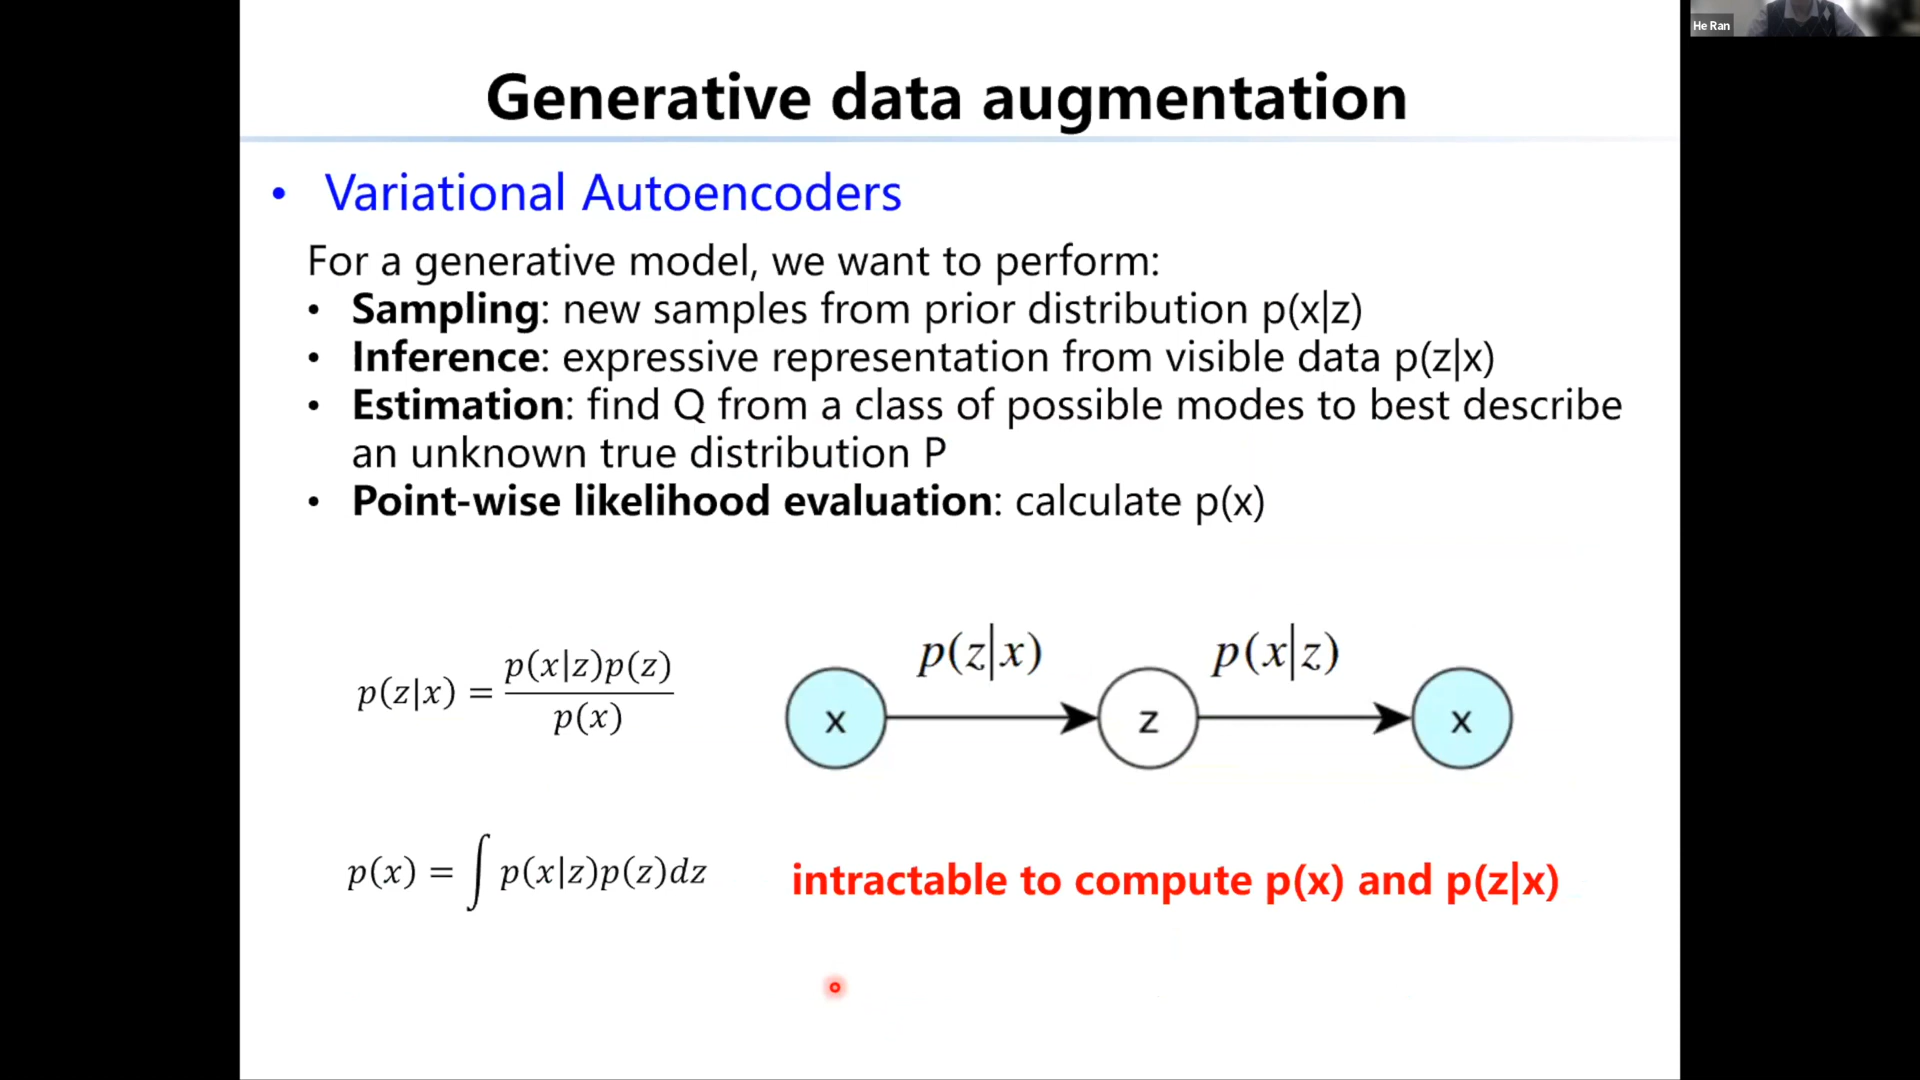 He Ran
Generative data augmentation
• Variational Autoencoders
For a generative model, we want to perform:
• Sampling: new samples from prior distribution p(x|z)
• Inference: expressive representation from visible data p(z|x)
• Estimation: find Q from a class of possible modes to best describe
an unknown true distribution P
• Point-wise likelihood evaluation: calculate p(x)
p(z|x) = p(x|z)p(z) / p(x)
p(z|x) p(x|z)
x z x
p(x) = ∫ p(x|z)p(z)dz
intractable to compute p(x) and p(z|x)